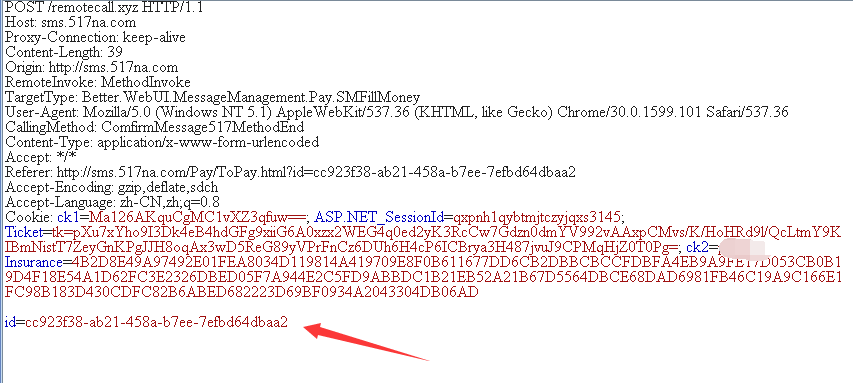 POST /remotecall.xyz HTTP/1.1
Host: sms.517na.com
Proxy-Connection: keep-alive
Content-Length: 39
Origin: http://sms.517na.com
RemoteInvoke: MethodInvoke
TargetType: Better.WebUI.MessageManagement.Pay.SMFillMoney
User-Agent: Mozilla/5.0 (Windows NT 5.1) AppleWebKit/537.36 (KHTML, like Gecko) Chrome/30.0.1599.101 Safari/537.36
CallingMethod: ComfirmMessage517MethodEnd
Content-Type: application/x-www-form-urlencoded
Accept: */*
Referer: http://sms.517na.com/Pay/ToPay.html?id=cc923f38-ab21-458a-b7ee-7efbd64dbaa2
Accept-Encoding: gzip,deflate,sdch
Accept-Language: zh-CN,zh;q=0.8
Cookie: ck1=Ma126AKquCgMC1vXZ3qfuw==; ASP.NET_SessionId=qxpnh1qybtmjtczyjqxs3145;
Ticket=tk=pXu7xYho9I3Dk4eB4hdGFg9xiiG6A0xzx2WEG4q0ed2yK3RcCw7Gdzn0dmYV992vAAxpCMvs/K/HoHRd9l/QcLtmY9K
IBmNistT7ZeyGnKPgJJH8oqAx3wD5ReG89yVPrFnCz6DUh6H4cP6ICBrya3H487jvuJ9CPMqHjZ0T0Pg=; ck2=
Insurance=4B2D8E49A97492E01FEA8034D119814A419709E8F0B611677DD6CB2DBBCBCCFDBFA4EB9A9FE17D053CB0B1
9D4F18E54A1D62FC3E2326DBED05F7A944E2C5FD9ABBDC1B21EB52A21B67D5564DBCE68DAD6981FB46C19A9C166E1
FC98B183D430CDFC82B6ABED682223D69BF0934A2043304DB06AD
id=cc923f38-ab21-458a-b7ee-7efbd64dbaa2